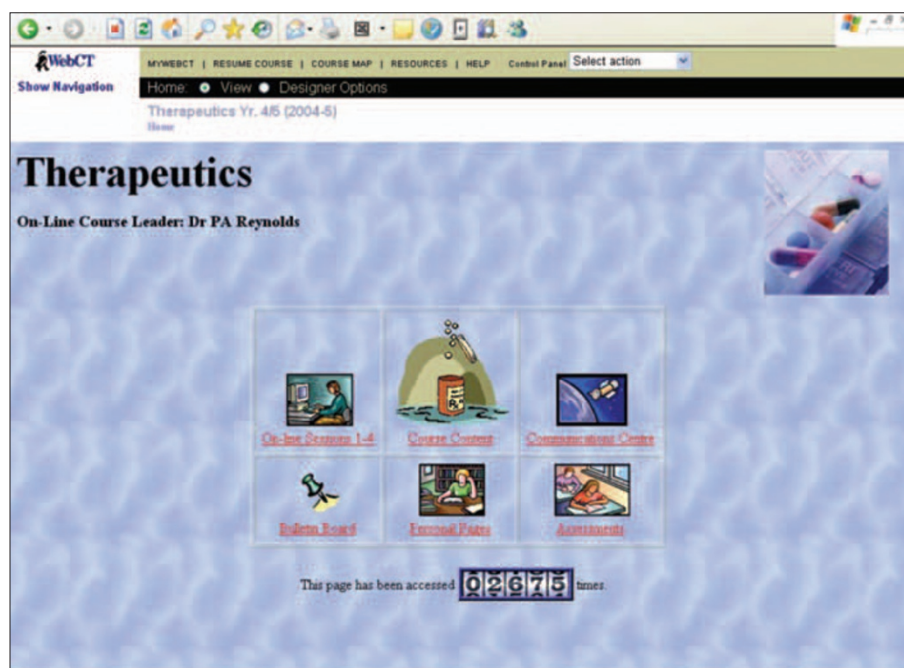 WebCT
MYWEBCT | RESUME COURSE | COURSE MAP | RESOURCES | HELP Control Panel Select action
Show Navigation
Home: View Designer Options
Therapeutics Yr. 4/5 (2004-5)
Home
Therapeutics
On-Line Course Leader: Dr PA Reynolds
On-line Sessions 1-4 Course Content Communications Centre
Bulletin Board Personal Pages Assessments
This page has been accessed 02675 times.